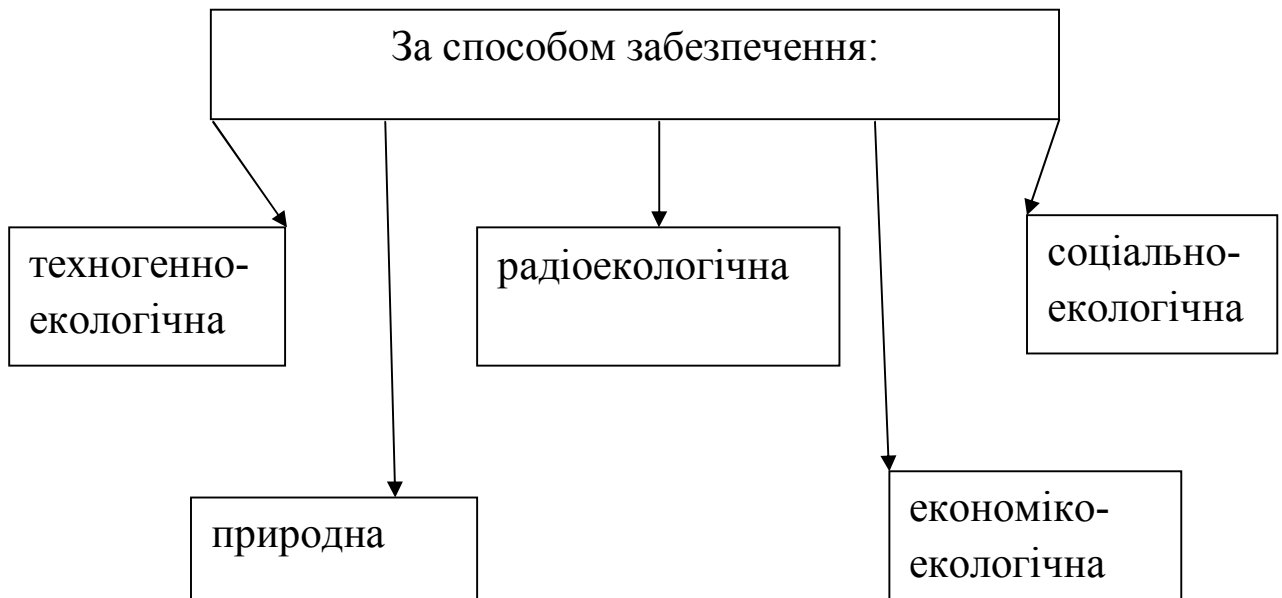 За способом забезпечення:
техногенно-
екологічна
радіоекологічна
соціально-
екологічна
природна
економіко-
екологічна